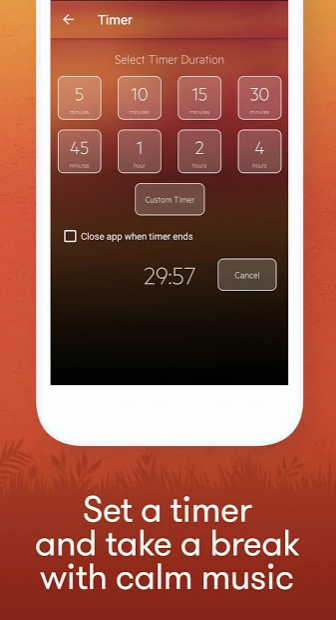 Timer
Select Timer Duration
5 10 15 30
minutes minutes minutes minutes
45 1 2 4
minutes hour hours hours
Custom Timer
Close app when timer ends
29:57 Cancel
Set a timer
and take a break
with calm music